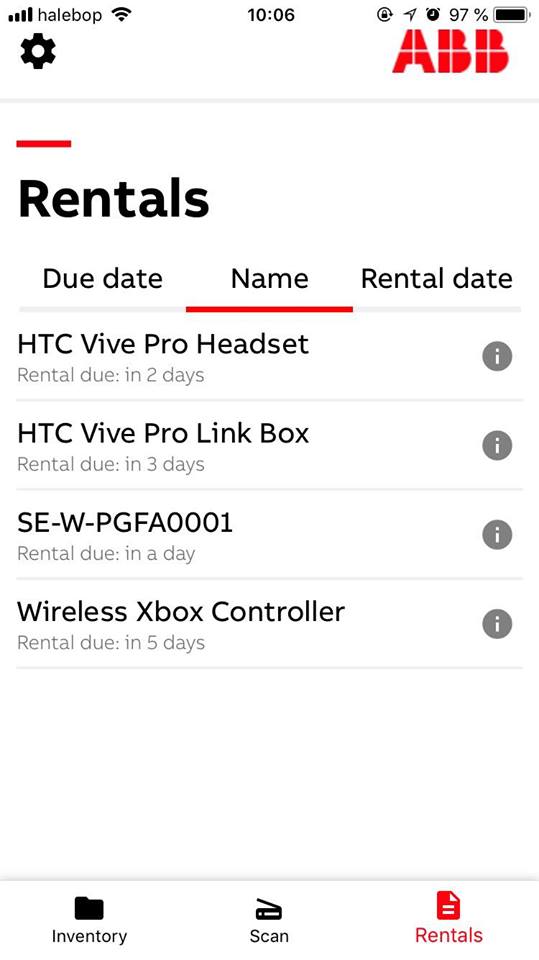 halebop 10:06 97 %
ABB
Rentals
Due date Name Rental date
HTC Vive Pro Headset
Rental due: in 2 days
HTC Vive Pro Link Box
Rental due: in 3 days
SE-W-PGFA0001
Rental due: in a day
Wireless Xbox Controller
Rental due: in 5 days
Inventory Scan Rentals